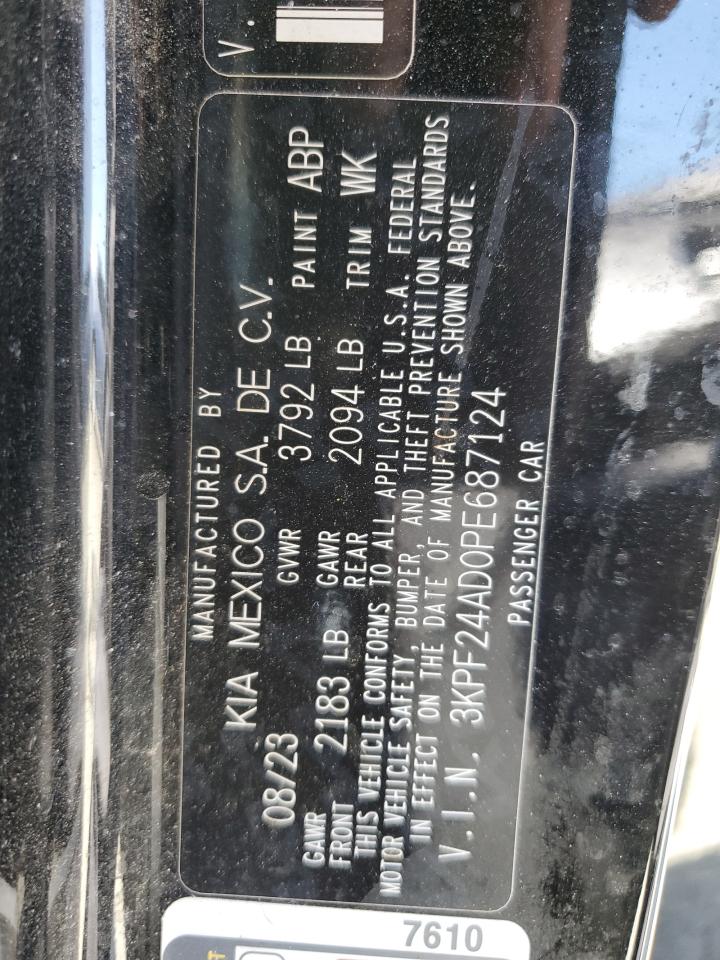 V.
MANUFACTURED BY
KIA MEXICO S.A. DE C.V.
08/23 GVWR 3792 LB PAINT ABP
GAWR FRONT 2183 LB GAWR REAR 2094 LB TRIM WK
THIS VEHICLE CONFORMS TO ALL APPLICABLE U.S.A. FEDERAL
MOTOR VEHICLE SAFETY, BUMPER, AND THEFT PREVENTION STANDARDS
IN EFFECT ON THE DATE OF MANUFACTURE SHOWN ABOVE.
V.I.N. 3KPF24AD0PE687124
PASSENGER CAR
7610